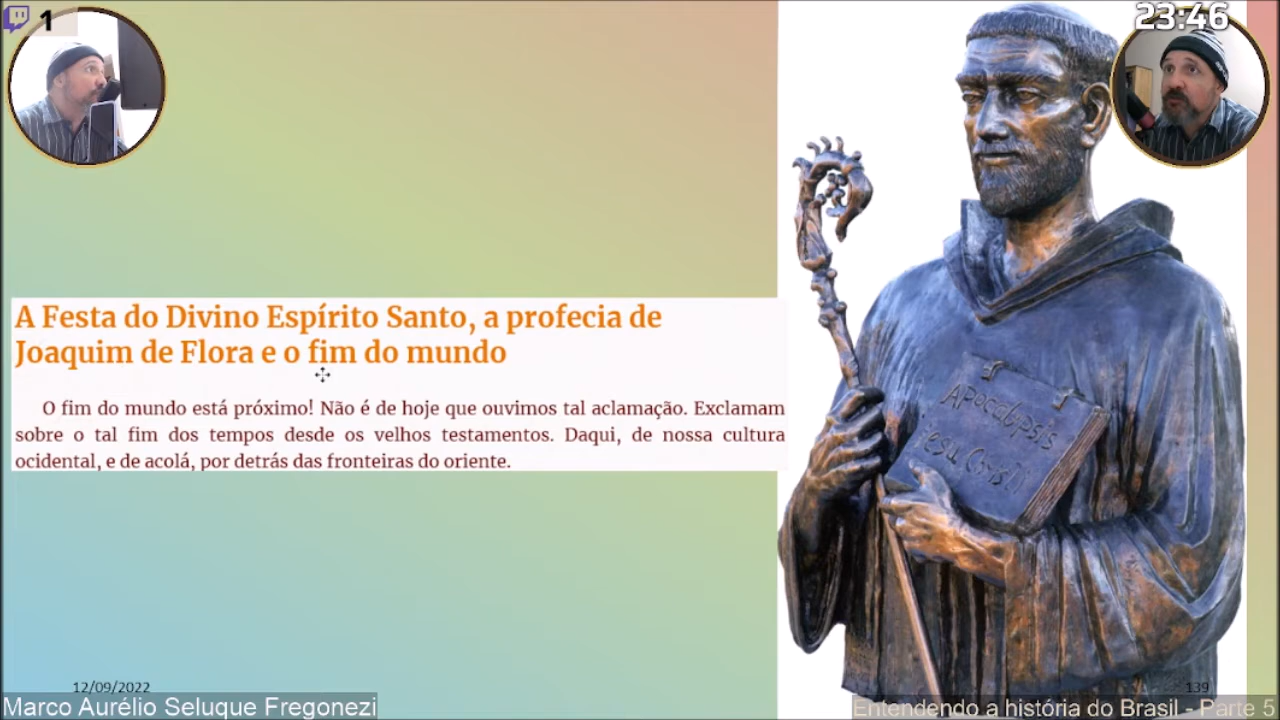 1
23:46
A Festa do Divino Espírito Santo, a profecia de
Joaquim de Flora e o fim do mundo
O fim do mundo está próximo! Não é de hoje que ouvimos tal aclamação. Exclamam
sobre o tal fim dos tempos desde os velhos testamentos. Daqui, de nossa cultura
ocidental, e de acolá, por detrás das fronteiras do oriente.
Apocalypsis
Jesu Christi
12/09/2022
139
Marco Aurélio Seluque Fregonezi
Entendendo a história do Brasil - Parte 5